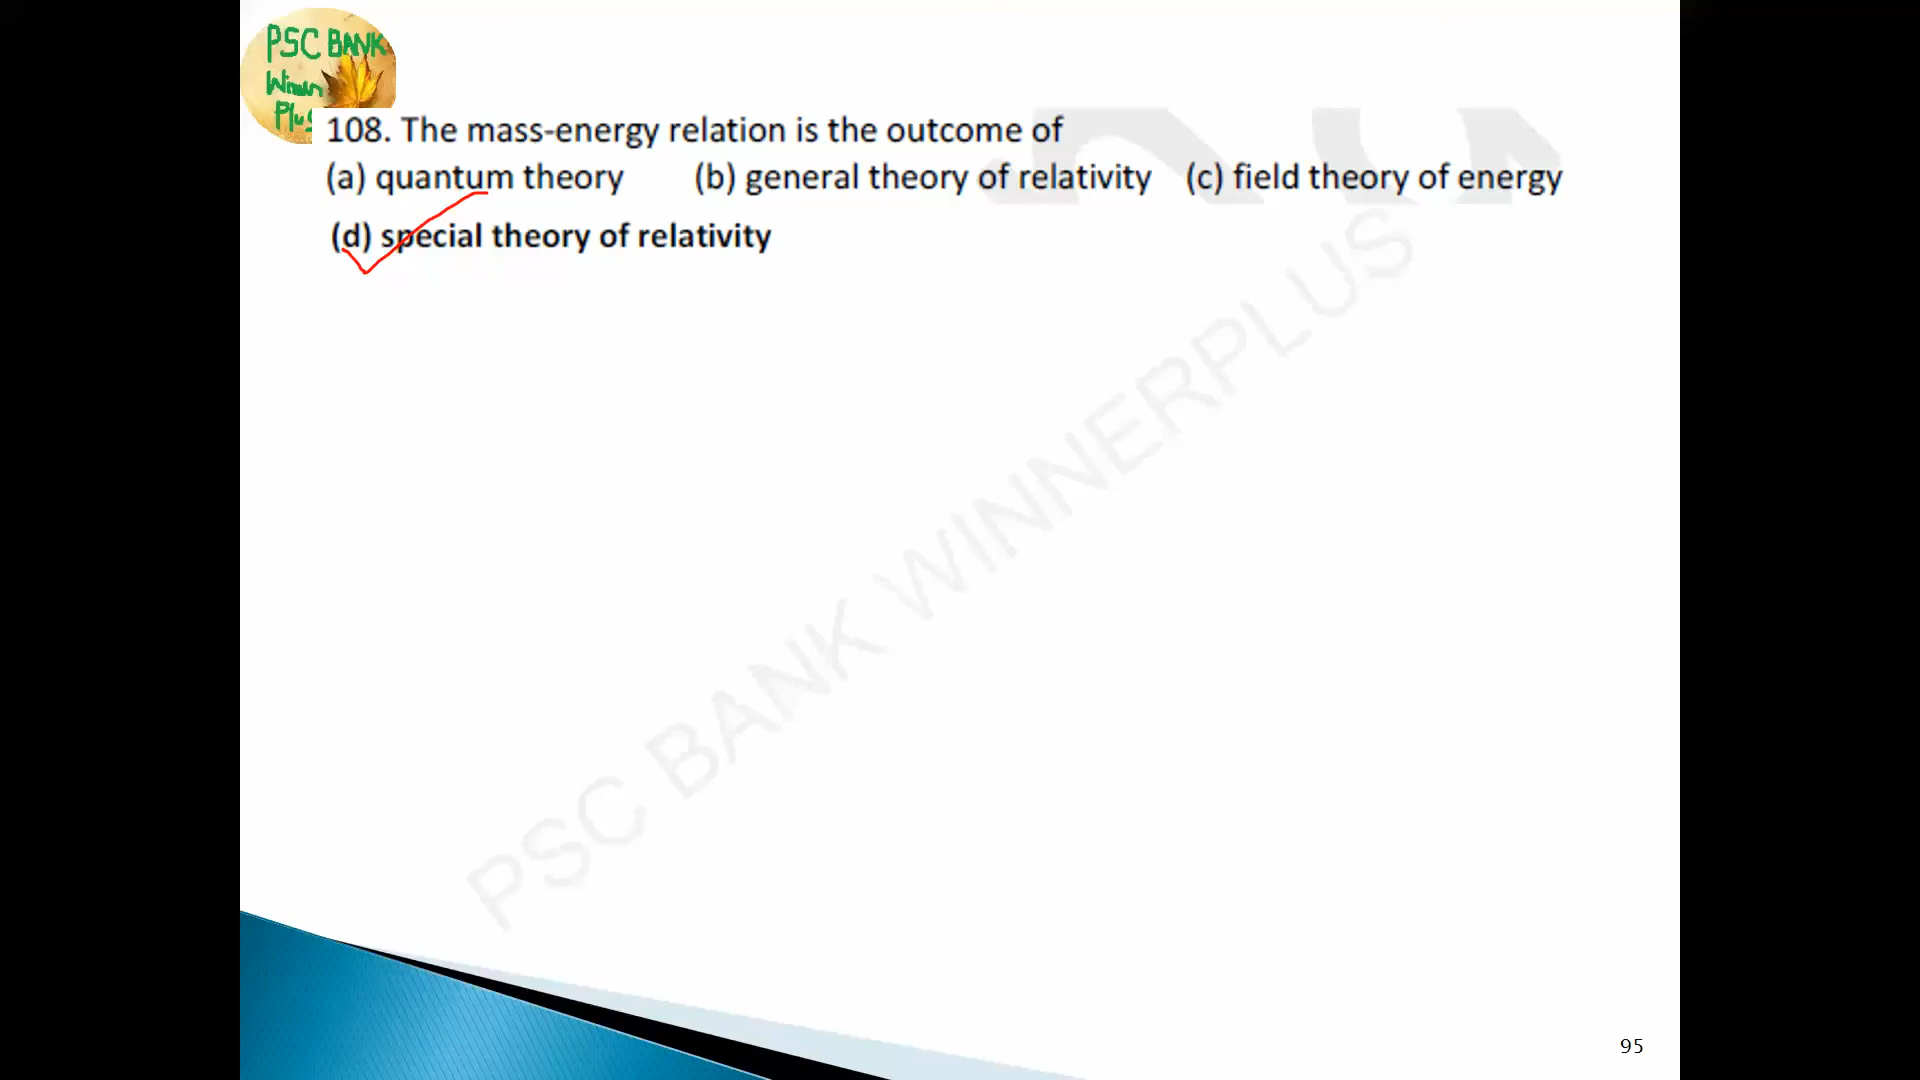 PSC BANK
Plus
108. The mass-energy relation is the outcome of
(a) quantum theory (b) general theory of relativity (c) field theory of energy
(d) special theory of relativity
PSC BANK WINNERPLUS
95